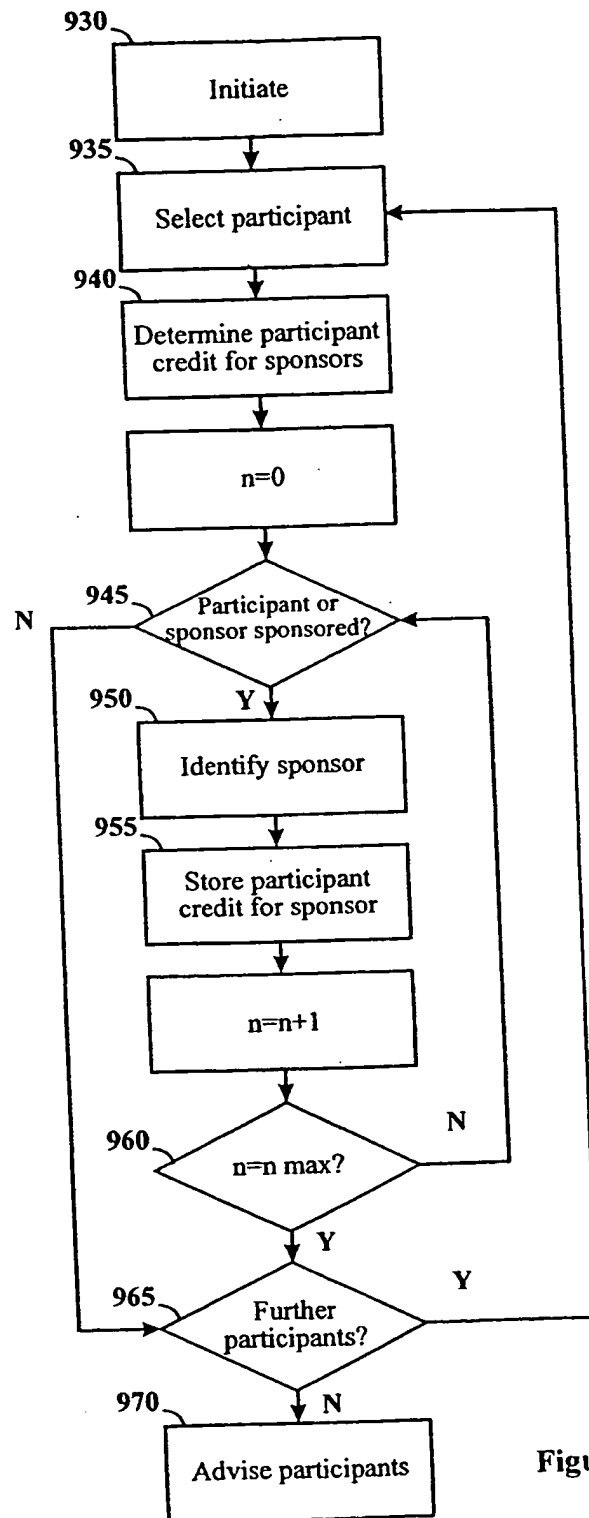 930
Initiate
935
Select participant
940
Determine participant
credit for sponsors
n=0
945
N
Participant or
sponsor sponsored?
Y
950
Identify sponsor
955
Store participant
credit for sponsor
n=n+1
960
N
n=n max?
Y
965
Y
Further
participants?
N
970
Advise participants
Figu